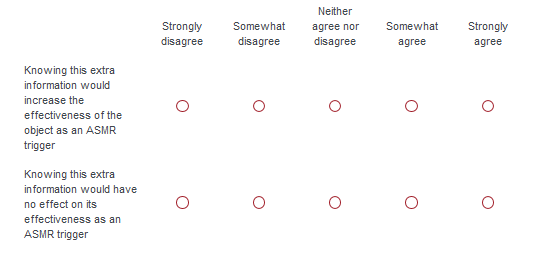 Neither
Strongly Somewhat agree nor Somewhat Strongly
disagree disagree disagree agree agree
Knowing this extra
information would
increase the
effectiveness of the
object as an ASMR
trigger
Knowing this extra
information would have
no effect on its
effectiveness as an
ASMR trigger